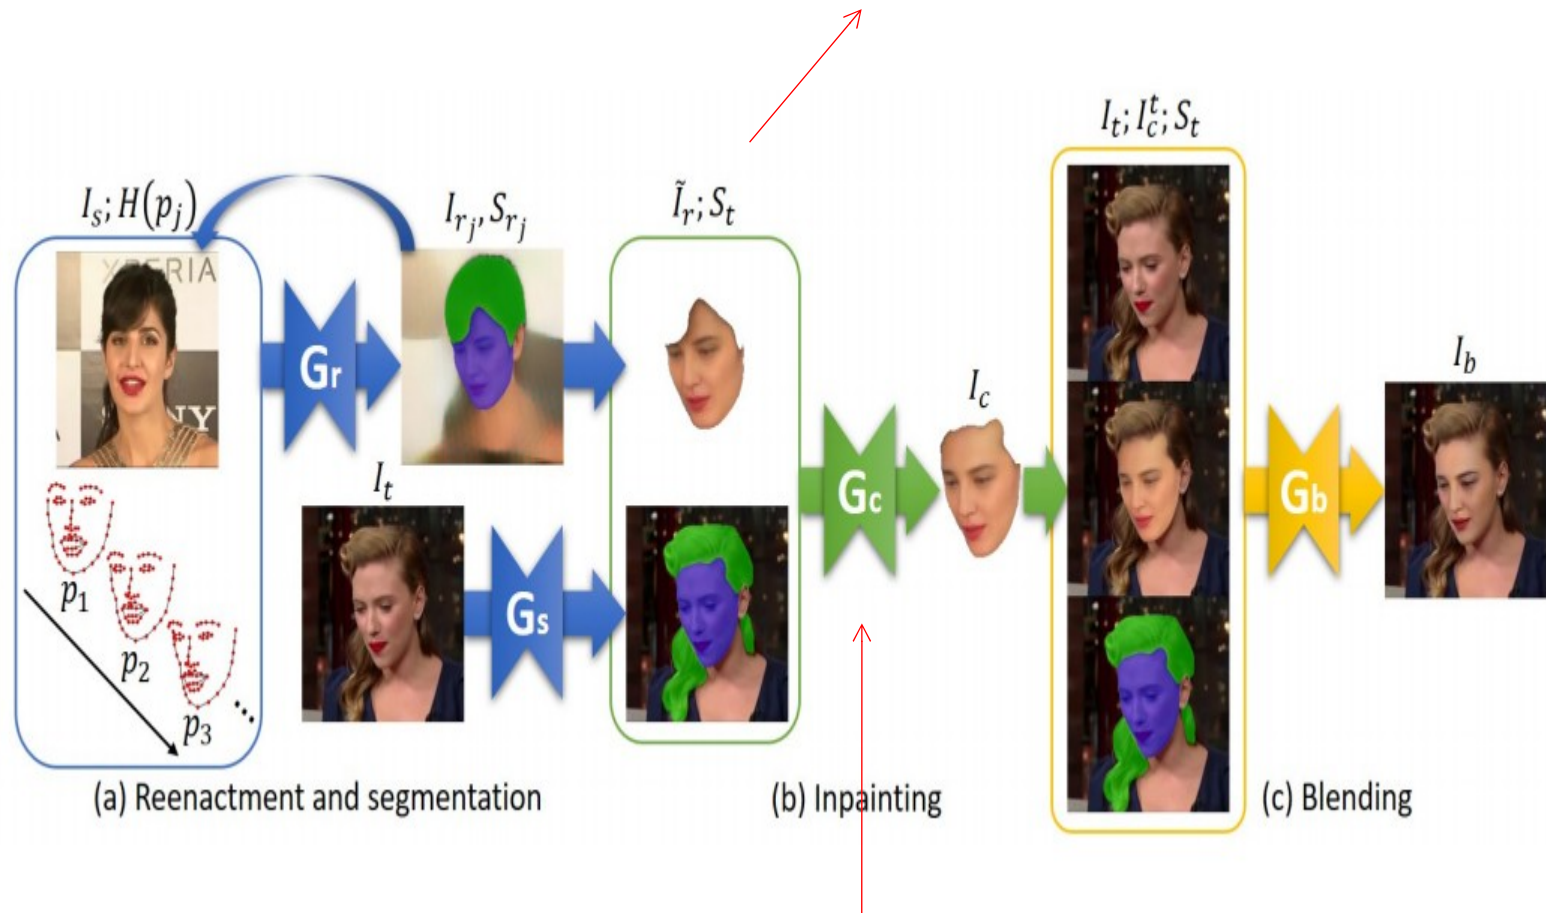 I_t; I_c^t; S_t
I_s; H(p_j)
I_{r_j}, S_{r_j}
Ĩ_r; S_t
XPERIA
G_r
NY
I_b
I_c
I_t
G_c
G_b
p_1
G_s
p_2
p_3
...
(a) Reenactment and segmentation
(b) Inpainting
(c) Blending